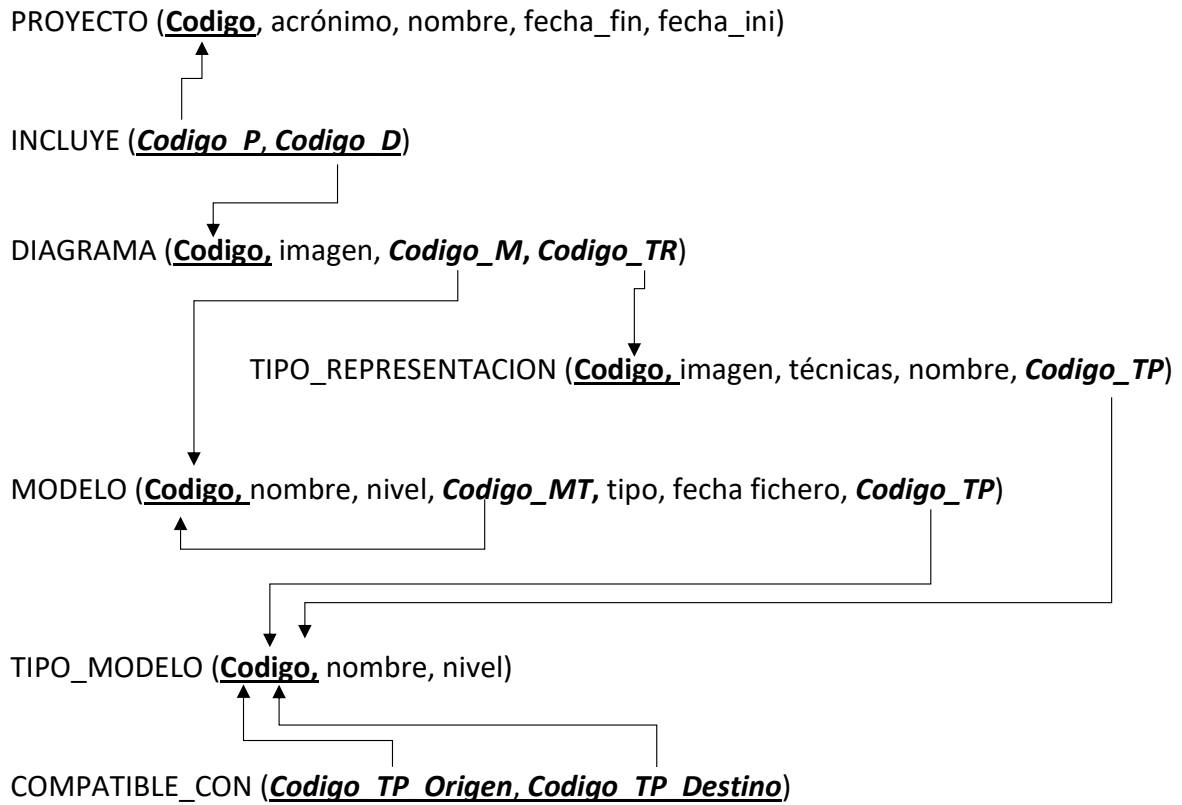 PROYECTO (Codigo, acrónimo, nombre, fecha_fin, fecha_ini)
INCLUYE (Codigo_P, Codigo_D)
DIAGRAMA (Codigo, imagen, Codigo_M, Codigo_TR)
TIPO_REPRESENTACION (Codigo, imagen, técnicas, nombre, Codigo_TP)
MODELO (Codigo, nombre, nivel, Codigo_MT, tipo, fecha fichero, Codigo_TP)
TIPO_MODELO (Codigo, nombre, nivel)
COMPATIBLE_CON (Codigo_TP_Origen, Codigo_TP_Destino)